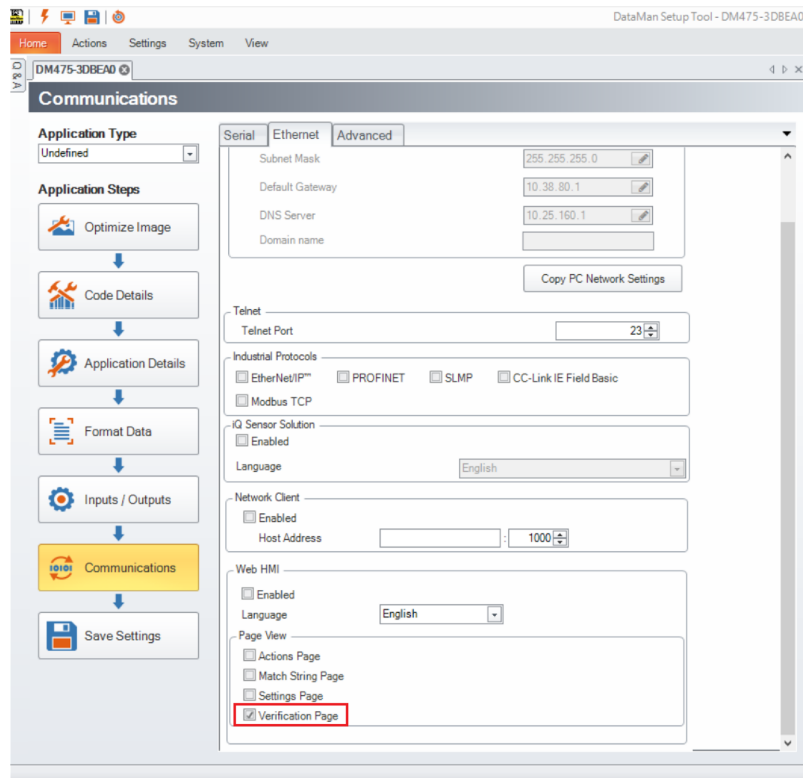 DataMan Setup Tool - DM475-3DBEA0
Home Actions Settings System View
Q & A
DM475-3DBEA0
Communications
Application Type
Undefined
Application Steps
Optimize Image
Code Details
Application Details
Format Data
Inputs / Outputs
Communications
Save Settings
Serial Ethernet Advanced
Subnet Mask 255.255.255.0
Default Gateway 10.38.80.1
DNS Server 10.25.160.1
Domain name
Copy PC Network Settings
Telnet
Telnet Port 23
Industrial Protocols
EtherNet/IP™ PROFINET SLMP CC-Link IE Field Basic
Modbus TCP
iQ Sensor Solution
Enabled
Language English
Network Client
Enabled
Host Address : 1000
Web HMI
Enabled
Language English
Page View
Actions Page
Match String Page
Settings Page
Verification Page